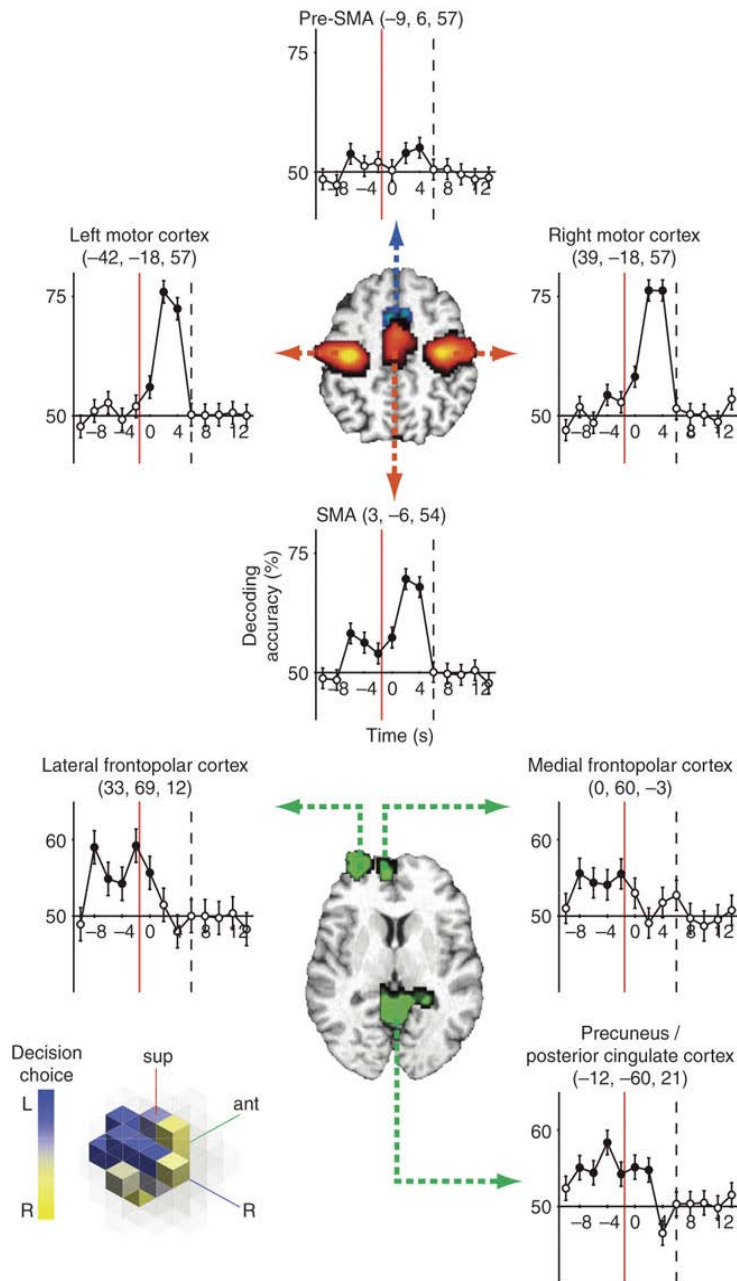 Pre-SMA (−9, 6, 57)
75
50
−8 −4 0 4 8 12
Left motor cortex
(−42, −18, 57)
75
50
−8 −4 0 4 8 12
Right motor cortex
(39, −18, 57)
75
50
−8 −4 0 4 8 12
SMA (3, −6, 54)
75
Decoding
accuracy (%)
50
−8 −4 0 4 8 12
Time (s)
Lateral frontopolar cortex
(33, 69, 12)
60
50
−8 −4 0 4 8 12
Medial frontopolar cortex
(0, 60, −3)
60
50
−8 −4 0 4 8 12
Decision
choice
L
R
sup
ant
R
Precuneus /
posterior cingulate cortex
(−12, −60, 21)
60
50
−8 −4 0 4 8 12